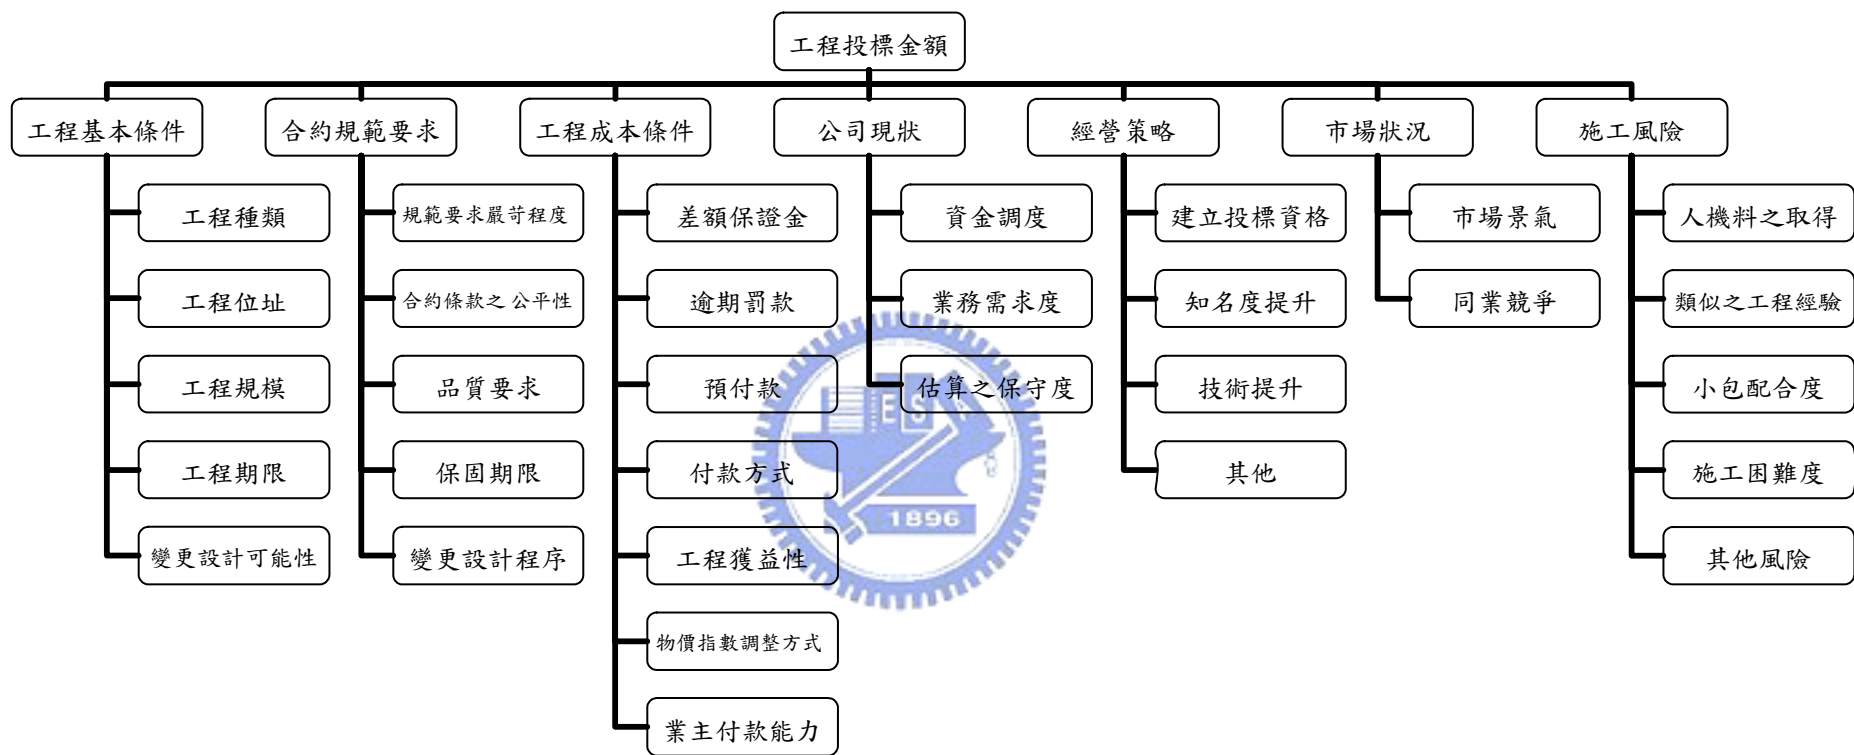 工程投標金額
工程基本條件
合約規範要求
工程成本條件
公司現狀
經營策略
市場狀況
施工風險
工程種類
工程位址
工程規模
工程期限
變更設計可能性
規範要求嚴苛程度
合約條款之公平性
品質要求
保固期限
變更設計程序
差額保證金
逾期罰款
預付款
付款方式
工程獲益性
物價指數調整方式
業主付款能力
資金調度
業務需求度
估算之保守度
建立投標資格
知名度提升
技術提升
其他
市場景氣
同業競爭
人機料之取得
類似之工程經驗
小包配合度
施工困難度
其他風險
ES
1896